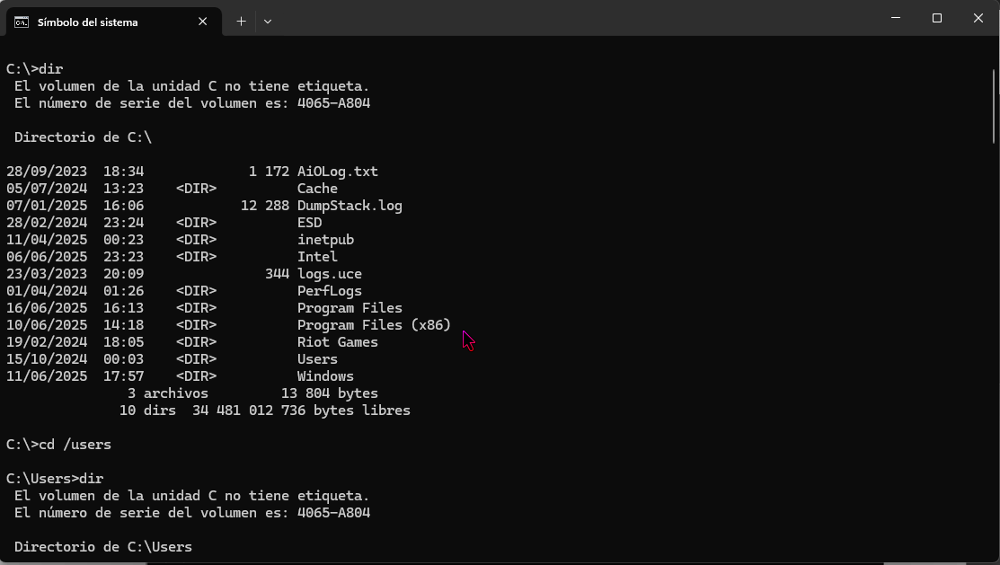 Símbolo del sistema
C:\>dir
El volumen de la unidad C no tiene etiqueta.
El número de serie del volumen es: 4065-A804
Directorio de C:\
28/09/2023  18:34             1 172 AiOLog.txt
05/07/2024  13:23    <DIR>          Cache
07/01/2025  16:06            12 288 DumpStack.log
28/02/2024  23:24    <DIR>          ESD
11/04/2025  00:23    <DIR>          inetpub
06/06/2025  23:23    <DIR>          Intel
23/03/2023  20:09               344 logs.uce
01/04/2024  01:26    <DIR>          PerfLogs
16/06/2025  16:13    <DIR>          Program Files
10/06/2025  14:18    <DIR>          Program Files (x86)
19/02/2024  18:05    <DIR>          Riot Games
15/10/2024  00:03    <DIR>          Users
11/06/2025  17:57    <DIR>          Windows
3 archivos         13 804 bytes
10 dirs  34 481 012 736 bytes libres
C:\>cd /users
C:\Users>dir
El volumen de la unidad C no tiene etiqueta.
El número de serie del volumen es: 4065-A804
Directorio de C:\Users